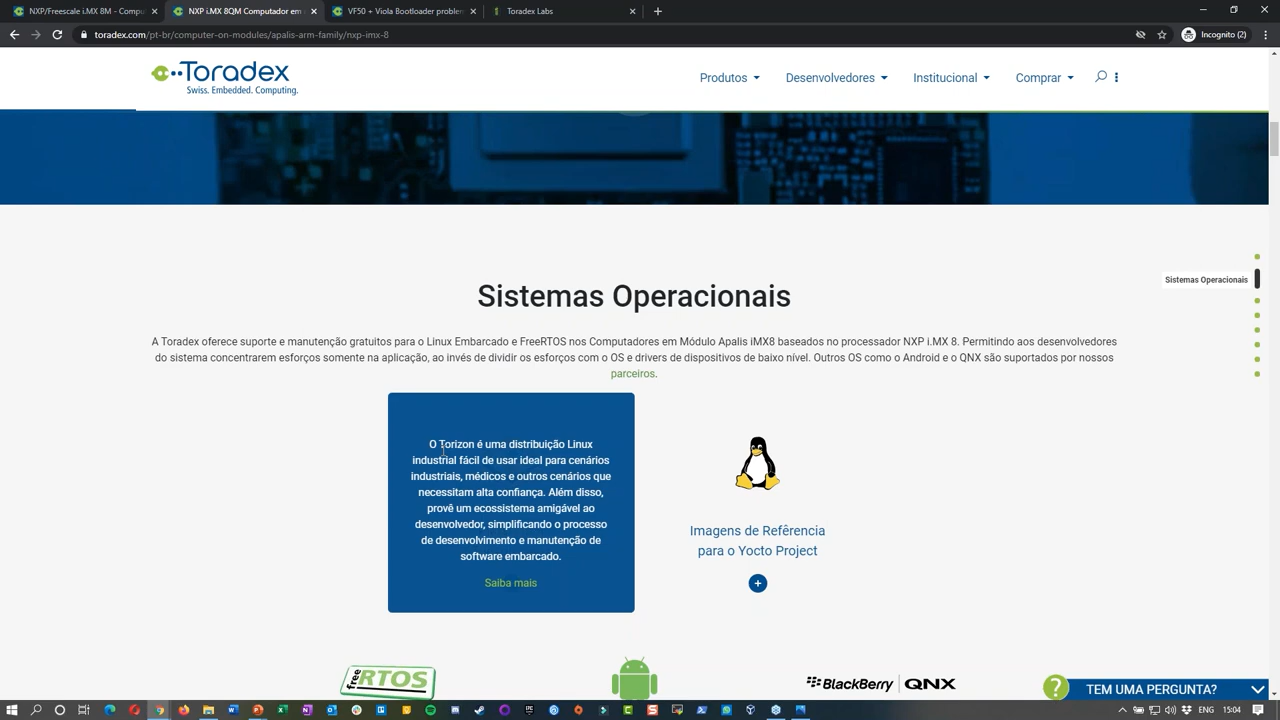 NXP/Freescale i.MX 8M - Compu
NXP® i.MX 8QM Embedded Com
VF50 + Visual: Bootloader problem
Toradex Labs
toradex.com/pt-br/computer-on-modules/apalis-arm-family/nxp-imx-8
Incognito (2)
Toradex
Swiss. Embedded. Computing.
Produtos Desenvolvedores Institucional Comprar
Sistemas Operacionais
Sistemas Operacionais
A Toradex oferece suporte e manutenção gratuitos para o Linux Embarcado e FreeRTOS nos Computadores em Módulo Apalis iMX8 baseados no processador NXP i.MX 8. Permitindo aos desenvolvedores
do sistema concentrarem esforços somente na aplicação, ao invés de dividir os esforços com o OS e drivers de dispositivos de baixo nível. Outros OS como o Android e o QNX são suportados por nossos
parceiros.
O Torizon é uma distribuição Linux
industrial fácil de usar ideal para cenários
industriais, médicos e outros cenários que
necessitam alta confiança. Além disso,
provê um ecossistema amigável ao
desenvolvedor, simplificando o processo
de desenvolvimento e manutenção de
software embarcado.
Saiba mais
Imagens de Refêrencia
para o Yocto Project
free RTOS
BlackBerry | QNX
TEM UMA PERGUNTA?
ENG 15:04